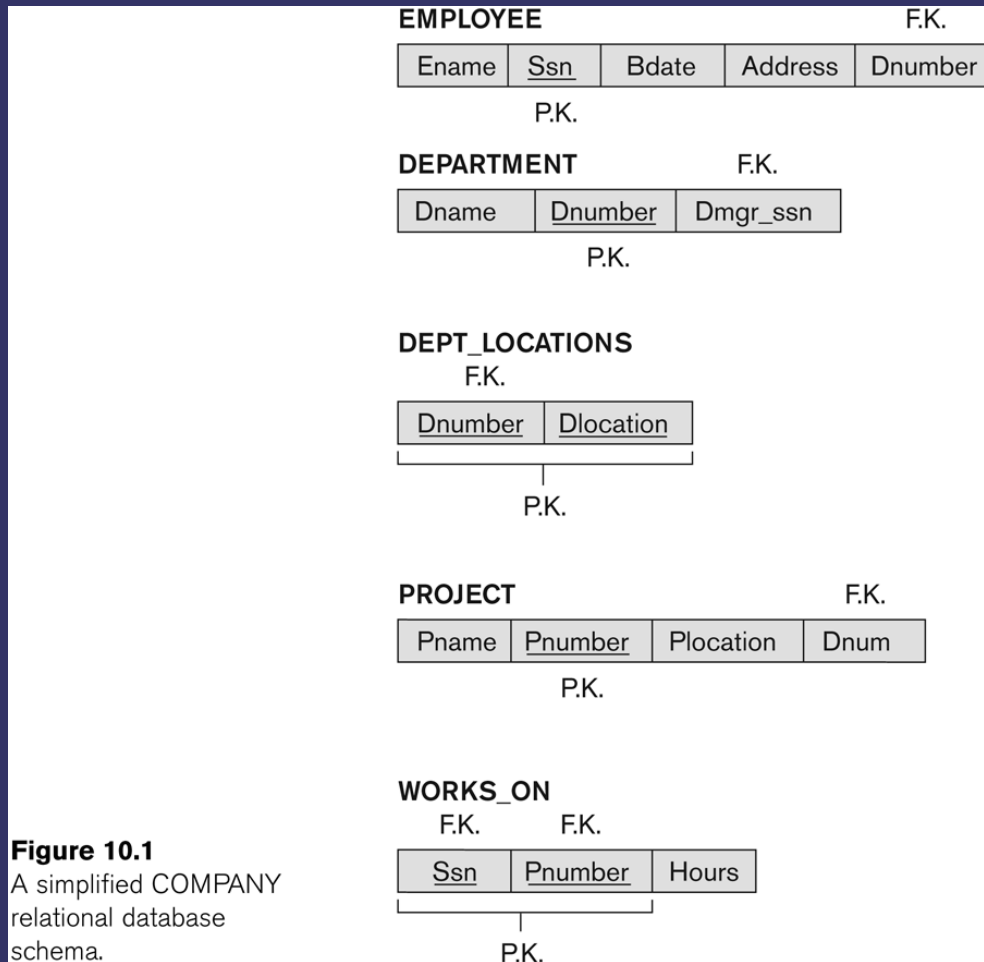 EMPLOYEE F.K.
Ename Ssn Bdate Address Dnumber
P.K.
DEPARTMENT F.K.
Dname Dnumber Dmgr_ssn
P.K.
DEPT_LOCATIONS
F.K.
Dnumber Dlocation
P.K.
PROJECT F.K.
Pname Pnumber Plocation Dnum
P.K.
WORKS_ON
F.K. F.K.
Ssn Pnumber Hours
P.K.
Figure 10.1
A simplified COMPANY
relational database
schema.